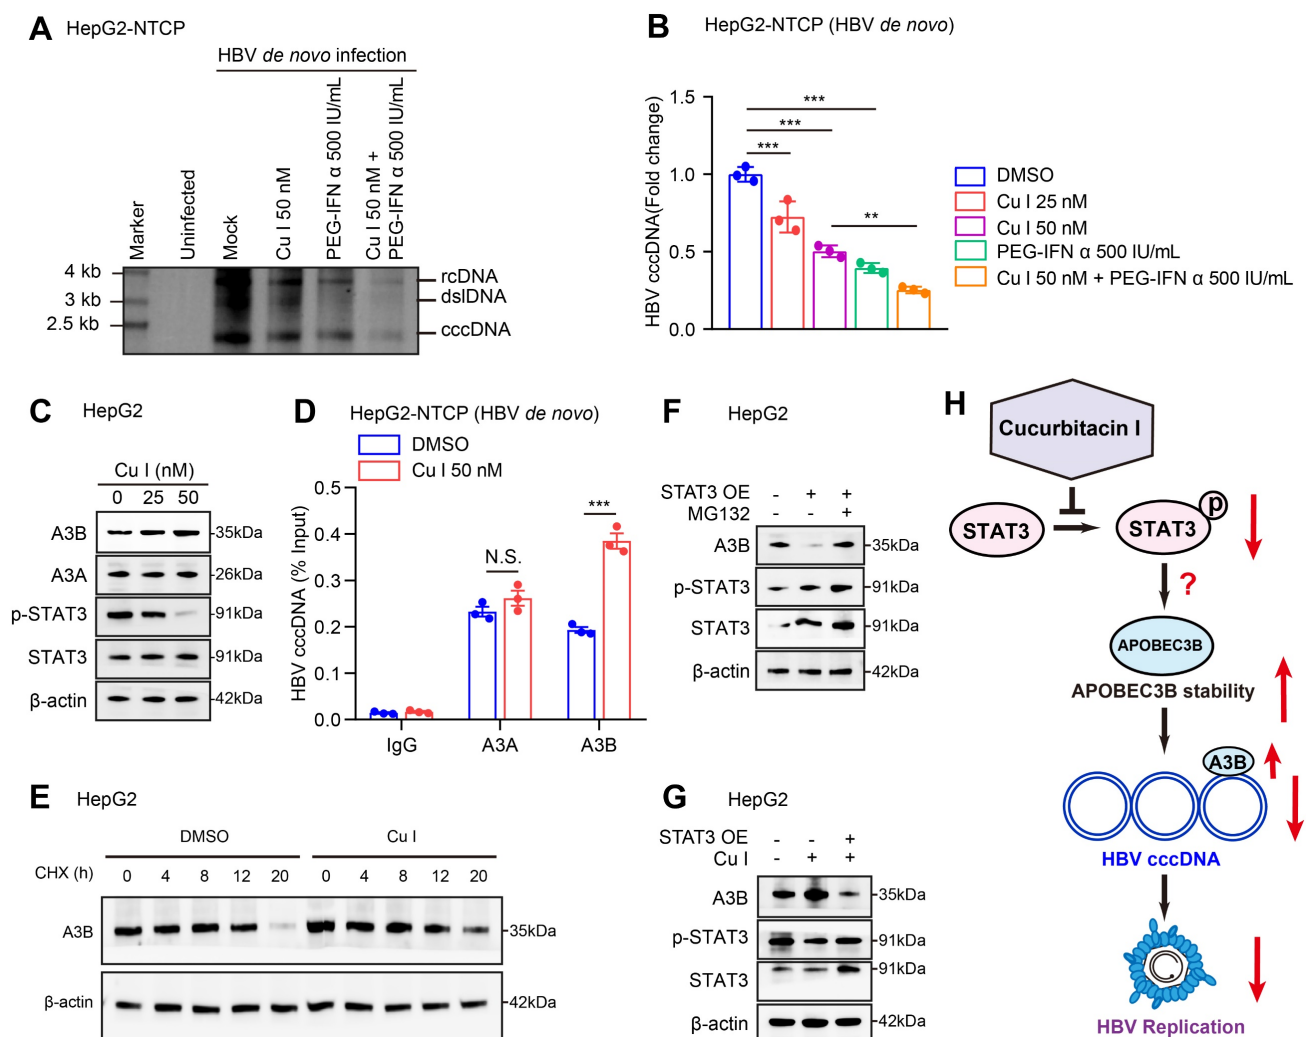 A HepG2-NTCP
HBV de novo infection
Marker
Uninfected
Mock
Cu I 50 nM
PEG-IFN α 500 IU/mL
Cu I 50 nM +
PEG-IFN α 500 IU/mL
4 kb
3 kb
2.5 kb
rcDNA
dslDNA
cccDNA
B HepG2-NTCP (HBV de novo)
HBV cccDNA(Fold change)
1.5
1.0
0.5
0.0
***
***
***
**
DMSO
Cu I 25 nM
Cu I 50 nM
PEG-IFN α 500 IU/mL
Cu I 50 nM + PEG-IFN α 500 IU/mL
C HepG2
Cu I (nM)
0 25 50
A3B 35kDa
A3A 26kDa
p-STAT3 91kDa
STAT3 91kDa
β-actin 42kDa
D HepG2-NTCP (HBV de novo)
DMSO
Cu I 50 nM
HBV cccDNA (% Input)
0.5
0.4
0.3
0.2
0.1
0.0
N.S.
***
IgG A3A A3B
E HepG2
DMSO Cu I
CHX (h) 0 4 8 12 20 0 4 8 12 20
A3B 35kDa
β-actin 42kDa
F HepG2
STAT3 OE - + +
MG132 - - +
A3B 35kDa
p-STAT3 91kDa
STAT3 91kDa
β-actin 42kDa
G HepG2
STAT3 OE - - +
Cu I - + +
A3B 35kDa
p-STAT3 91kDa
STAT3 91kDa
β-actin 42kDa
H
Cucurbitacin I
STAT3
STAT3
p
?
APOBEC3B
APOBEC3B stability
A3B
HBV cccDNA
HBV Replication